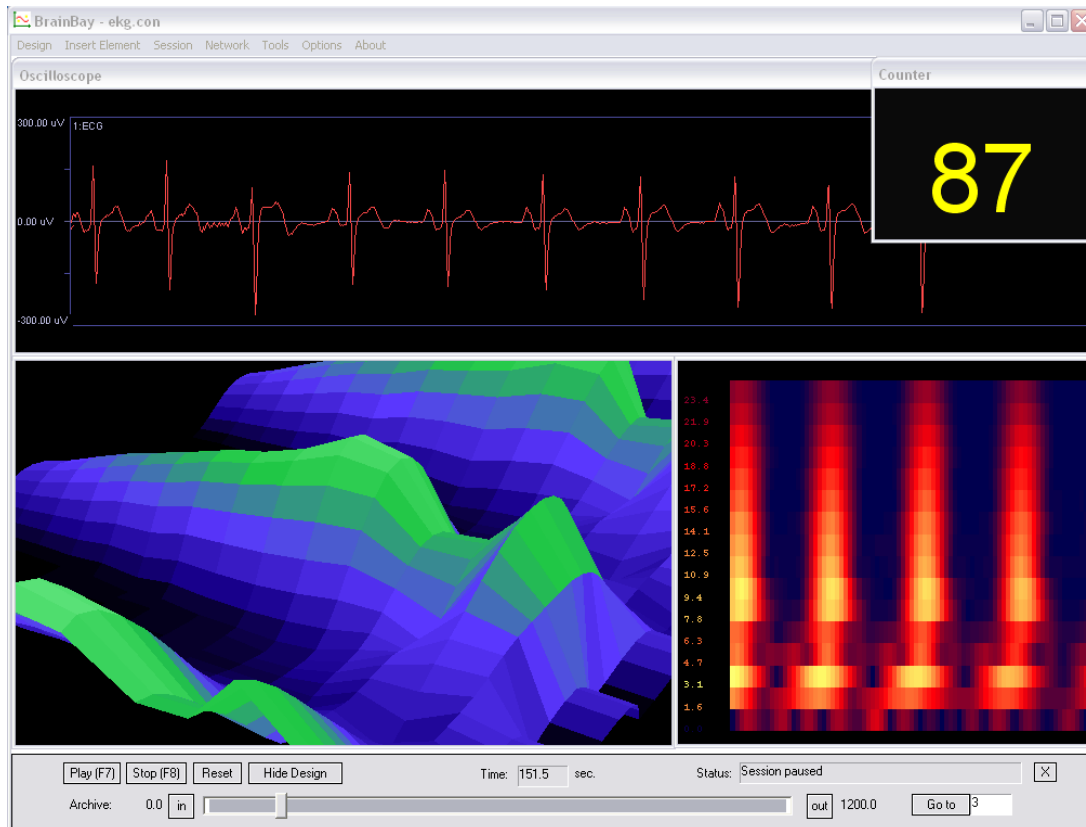 BrainBay - ekg.con
Design Insert Element Session Network Tools Options About
Oscilloscope
Counter
300.00 uV
1:ECG
0.00 uV
-300.00 uV
87
23.4
21.9
20.3
18.8
17.2
15.6
14.1
12.5
10.9
9.4
7.8
6.3
4.7
3.1
1.6
Play (F7) Stop (F8) Reset Hide Design Time: 151.5 sec. Status: Session paused X
Archive: 0.0 in out 1200.0 Go to 3